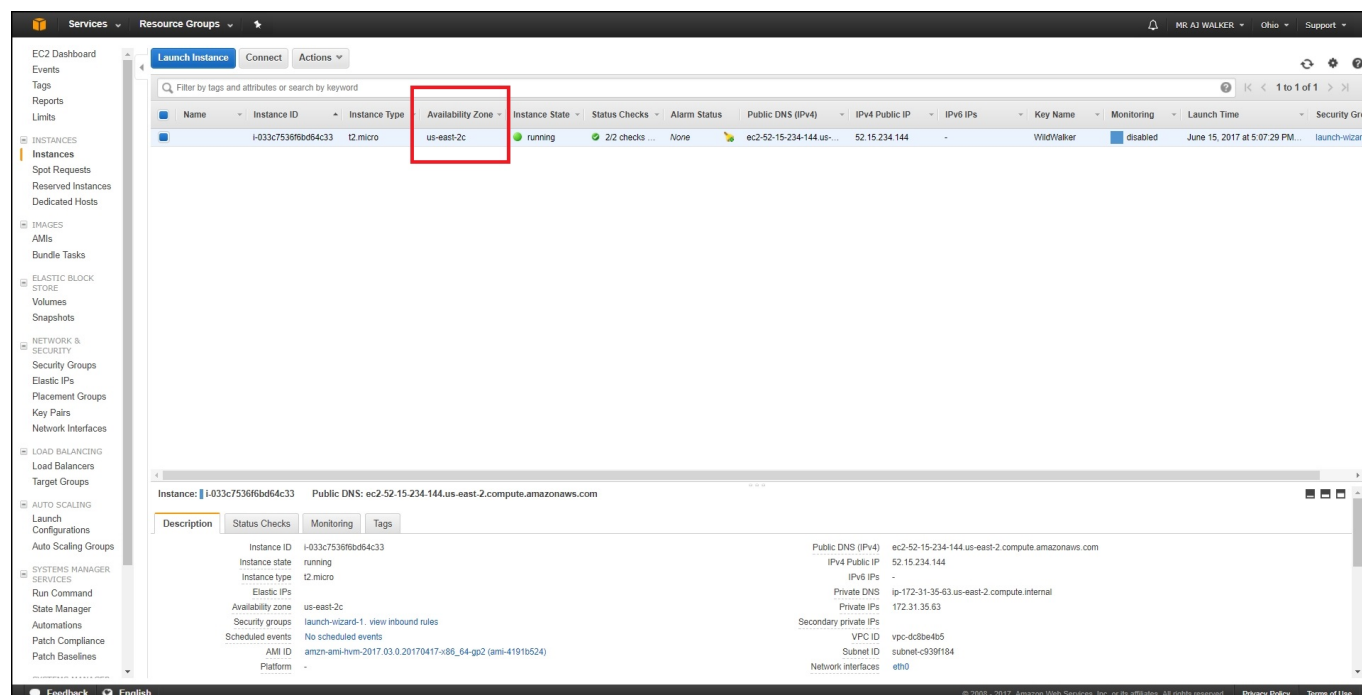 Services Resource Groups MR AJ WALKER Ohio Support
EC2 Dashboard
Events
Tags
Reports
Limits
INSTANCES
Instances
Spot Requests
Reserved Instances
Dedicated Hosts
IMAGES
AMIs
Bundle Tasks
ELASTIC BLOCK
STORE
Volumes
Snapshots
NETWORK &
SECURITY
Security Groups
Elastic IPs
Placement Groups
Key Pairs
Network Interfaces
LOAD BALANCING
Load Balancers
Target Groups
AUTO SCALING
Launch
Configurations
Auto Scaling Groups
SYSTEMS MANAGER
SERVICES
Run Command
State Manager
Automations
Patch Compliance
Patch Baselines
Launch Instance Connect Actions
Filter by tags and attributes or search by keyword 1 to 1 of 1
Name Instance ID Instance Type Availability Zone Instance State Status Checks Alarm Status Public DNS (IPv4) IPv4 Public IP IPv6 IPs Key Name Monitoring Launch Time Security Gr
i-033c7536f6bd64c33 t2.micro us-east-2c running 2/2 checks ... None ec2-52-15-234-144.us-... 52.15.234.144 - WildWalker disabled June 15, 2017 at 5:07:29 PM... launch-wizar
Instance: i-033c7536f6bd64c33 Public DNS: ec2-52-15-234-144.us-east-2.compute.amazonaws.com
Description Status Checks Monitoring Tags
Instance ID i-033c7536f6bd64c33
Instance state running
Instance type t2.micro
Elastic IPs
Availability zone us-east-2c
Security groups launch-wizard-1. view inbound rules
Scheduled events No scheduled events
AMI ID amzn-ami-hvm-2017.03.0.20170417-x86_64-gp2 (ami-4191b524)
Platform -
Public DNS (IPv4) ec2-52-15-234-144.us-east-2.compute.amazonaws.com
IPv4 Public IP 52.15.234.144
IPv6 IPs -
Private DNS ip-172-31-35-63.us-east-2.compute.internal
Private IPs 172.31.35.63
Secondary private IPs
VPC ID vpc-dc8be4b5
Subnet ID subnet-c939f184
Network interfaces eth0
Feedback English © 2008 - 2017, Amazon Web Services, Inc. or its affiliates. All rights reserved. Privacy Policy Terms of Use